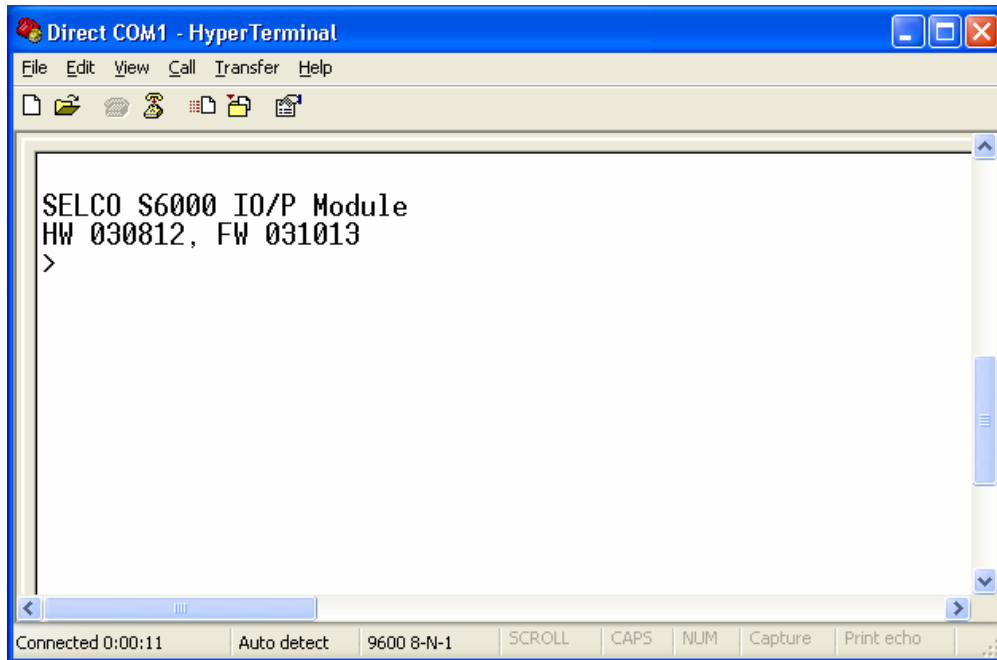 Direct COM1 - HyperTerminal
File Edit View Call Transfer Help
SELCO S6000 IO/P Module
HW 030812, FW 031013
>
Connected 0:00:11 Auto detect 9600 8-N-1 SCROLL CAPS NUM Capture Print echo